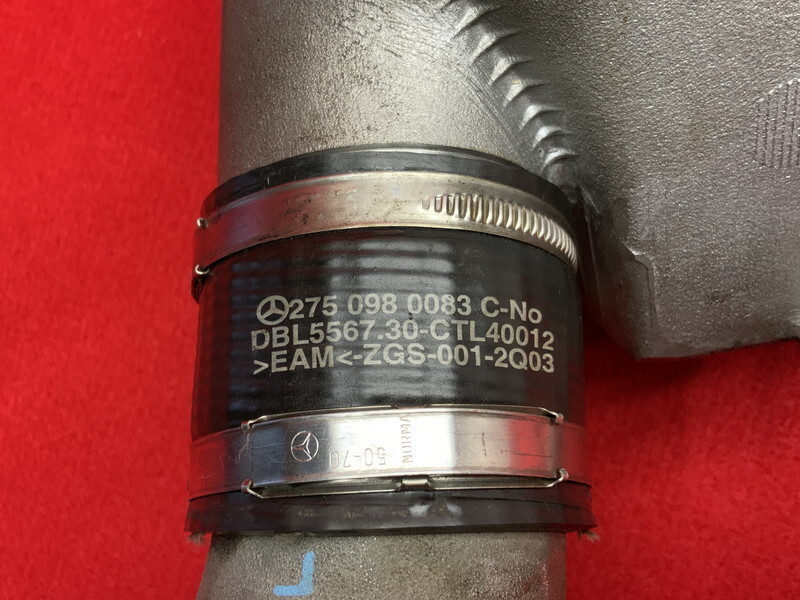 275 098 0083 C-No
DBL5567.30-CTL40012
>EAM<-ZGS-001-2Q03
50-70 NORMA